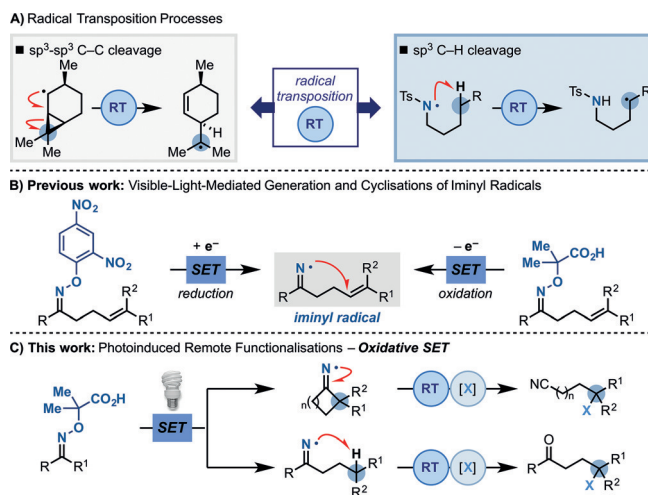 A) Radical Transposition Processes
■ sp³-sp³ C–C cleavage
Me
RT
Me
Me
Me
H
Me
Me
radical
transposition
RT
■ sp³ C–H cleavage
Ts
N
H
R
RT
Ts
NH
R
B) Previous work: Visible-Light-Mediated Generation and Cyclisations of Iminyl Radicals
NO₂
NO₂
O
N
R
R²
R¹
+ e⁻
SET
reduction
N
R
R²
R¹
iminyl radical
– e⁻
SET
oxidation
Me
Me
CO₂H
O
N
R
R²
R¹
C) This work: Photoinduced Remote Functionalisations – Oxidative SET
Me
Me
CO₂H
O
N
R
R¹
SET
N
n
R²
R¹
RT
[X]
NC
n
R¹
R²
X
N
H
R
R¹
R²
RT
[X]
O
R
R¹
R²
X